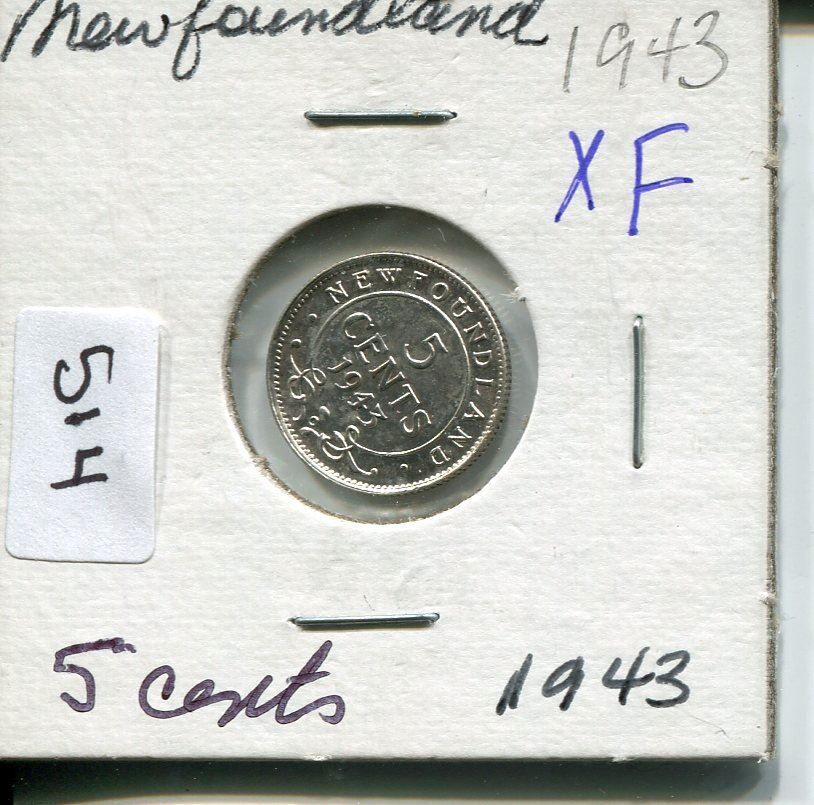 Newfoundland
1943
XF
NEWFOUNDLAND
5
CENTS
1943
514
5 cents
1943